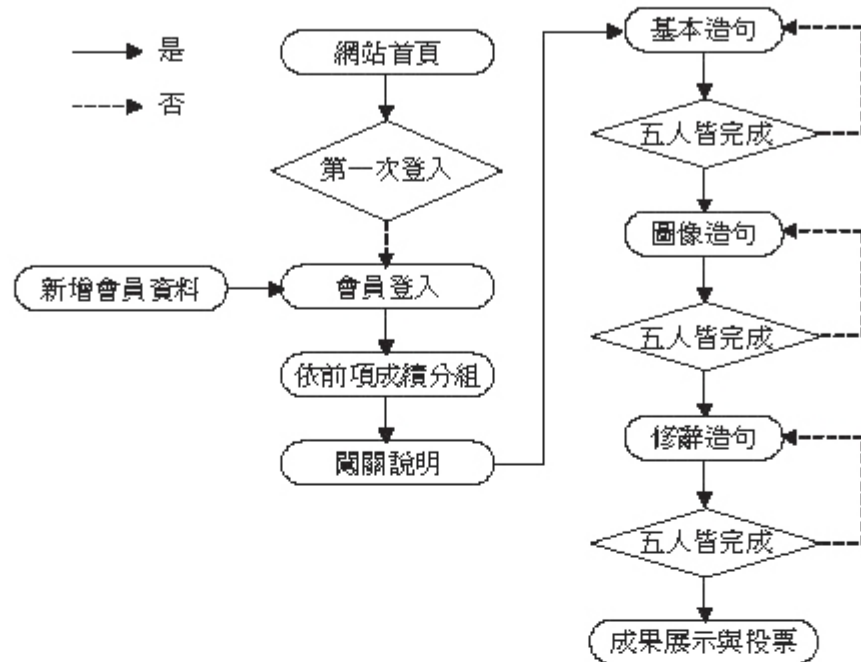 是
否
網站首頁
第一次登入
新增會員資料
會員登入
依前項成績分組
闖關說明
基本造句
五人皆完成
圖像造句
五人皆完成
修辭造句
五人皆完成
成果展示與投票